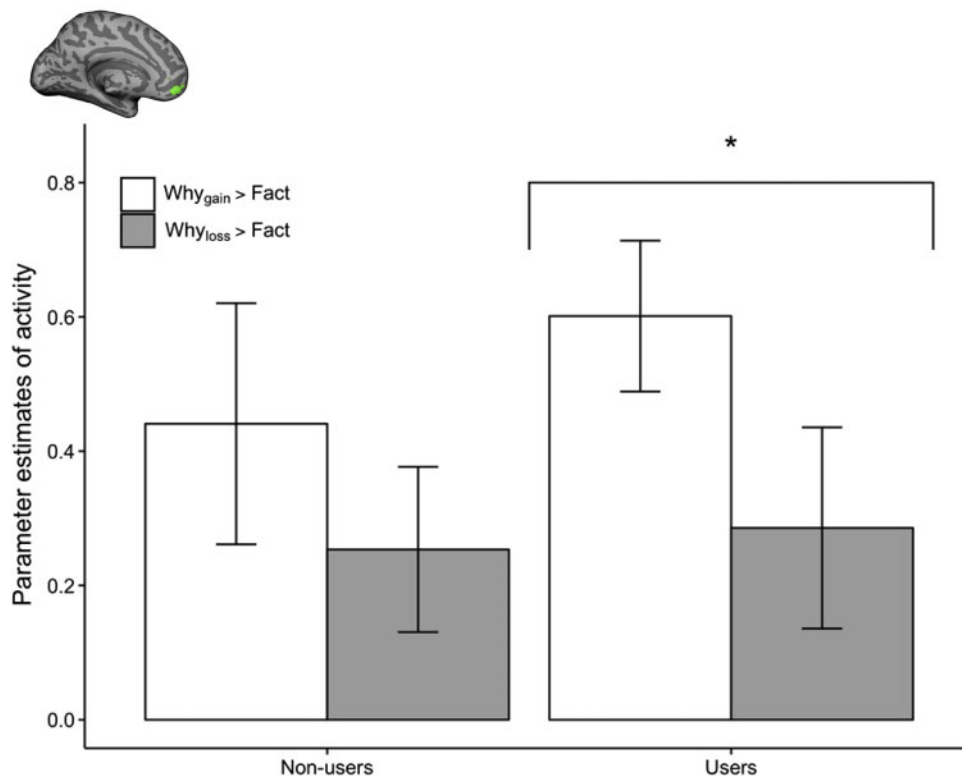 *
0.8
Why_gain > Fact
Why_loss > Fact
0.6
Parameter estimates of activity
0.4
0.2
0.0
Non-users Users